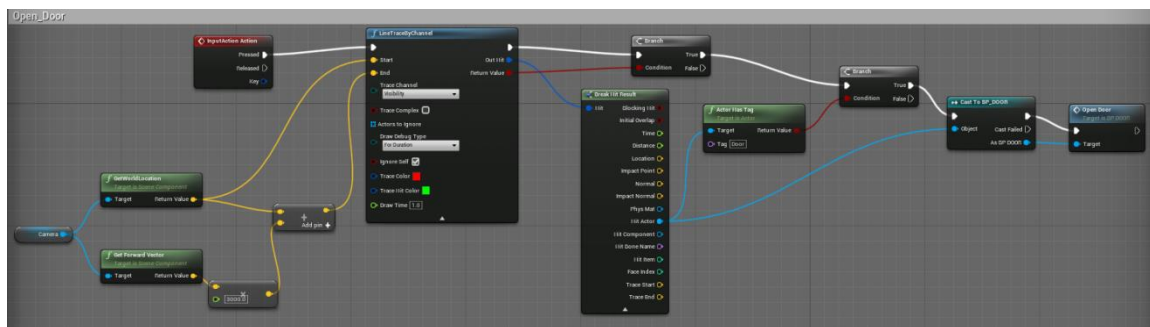 Open_Door
InputAction Action
Pressed
Released
Key
LineTraceByChannel
Start
Out Hit
End
Return Value
Trace Channel
Visibility
Trace Complex
Actors to Ignore
Draw Debug Type
For Duration
Ignore Self
Trace Color
Trace Hit Color
Draw Time 1.0
Branch
True
Condition
False
Break Hit Result
Hit
Blocking Hit
Initial Overlap
Time
Distance
Location
Impact Point
Normal
Impact Normal
Phys Mat
Hit Actor
Hit Component
Hit Bone Name
Hit Item
Face Index
Trace Start
Trace End
Actor Has Tag
Target is Actor
Target
Return Value
Tag Door
Branch
True
Condition
False
Cast To BP_DOOR
Object
Cast Failed
As BP DOOR
Open Door
Target is BP DOOR
Target
GetWorldLocation
Target is Scene Component
Target
Return Value
Camera
Get Forward Vector
Target is Scene Component
Target
Return Value
Add pin +